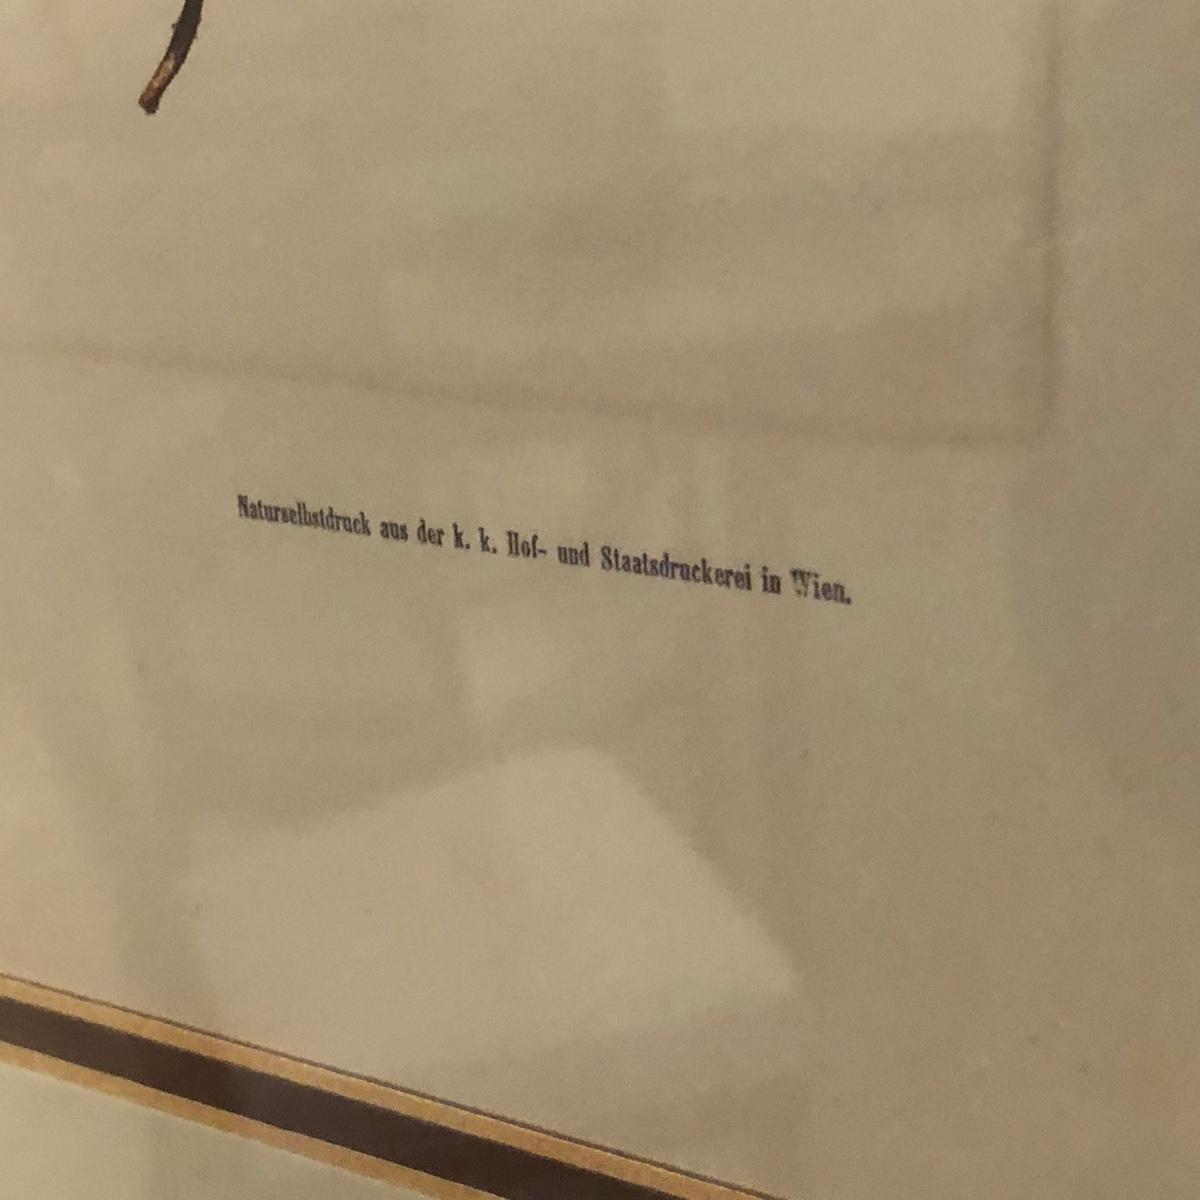 Naturselbstdruck aus der k. k. Hof- und Staatsdruckerei in Wien.